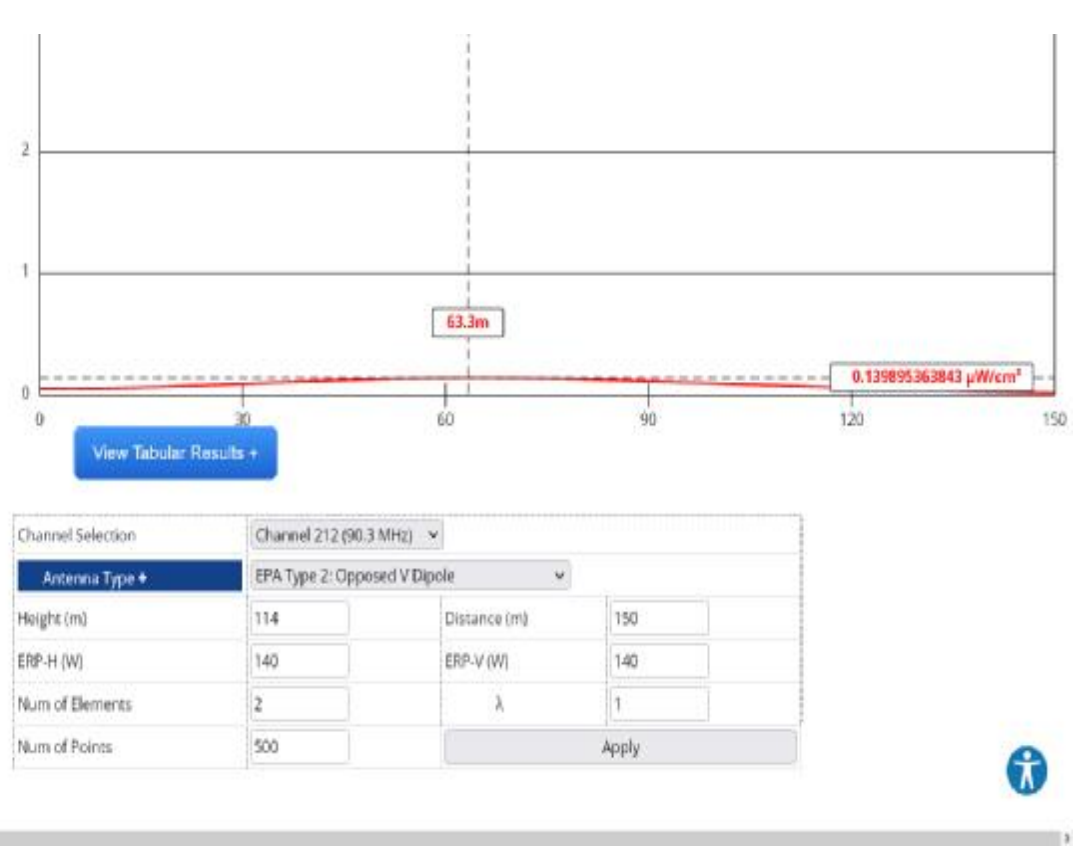 2
1
63.3m
0.139895363843 μW/cm²
0
0 30 60 90 120 150
View Tabular Results +
Channel Selection Channel 212 (90.3 MHz)
Antenna Type + EPA Type 2: Opposed V Dipole
Height (m) 114 Distance (m) 150
ERP-H (W) 140 ERP-V (W) 140
Num of Elements 2 λ 1
Num of Points 500 Apply